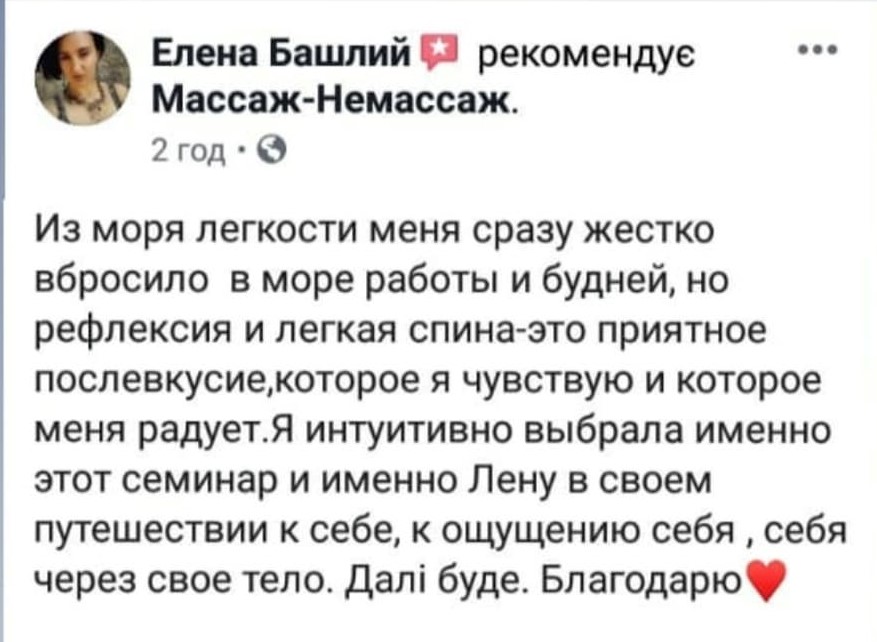 Елена Башлий рекомендує
Массаж-Немассаж.
2 год ·
Из моря легкости меня сразу жестко
вбросило в море работы и будней, но
рефлексия и легкая спина-это приятное
послевкусие,которое я чувствую и которое
меня радует.Я интуитивно выбрала именно
этот семинар и именно Лену в своем
путешествии к себе, к ощущению себя , себя
через свое тело. Далі буде. Благодарю❤️